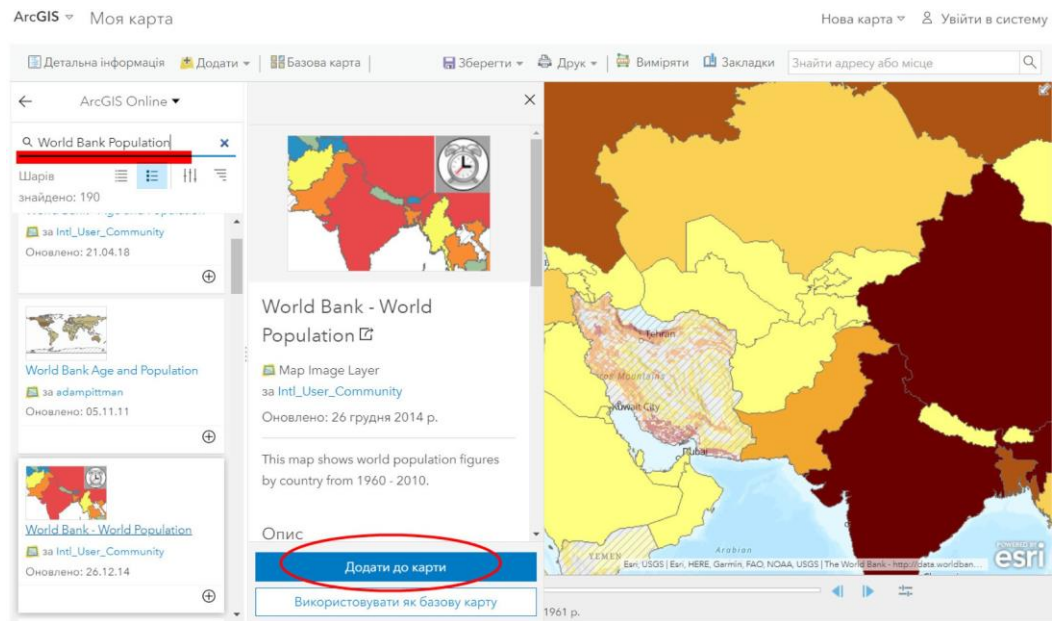 ArcGIS Моя карта
Нова карта Увійти в систему
Детальна інформація Додати Базова карта Зберегти Друк Виміряти Закладки Знайти адресу або місце
ArcGIS Online
World Bank Population
Шарів
знайдено: 190
за Intl_User_Community
Оновлено: 21.04.18
World Bank Age and Population
за adampittman
Оновлено: 05.11.11
World Bank - World Population
за Intl_User_Community
Оновлено: 26.12.14
World Bank - World
Population
Map Image Layer
за Intl_User_Community
Оновлено: 26 грудня 2014 р.
This map shows world population figures
by country from 1960 - 2010.
Опис
Додати до карти
Використовувати як базову карту
Tehran
Mountains
Kuwait City
Dubai
YEMEN
Arabian
POWERED BY
esri
Esri, USGS | Esri, HERE, Garmin, FAO, NOAA, USGS | The World Bank - http://data.worldban...
1961 р.